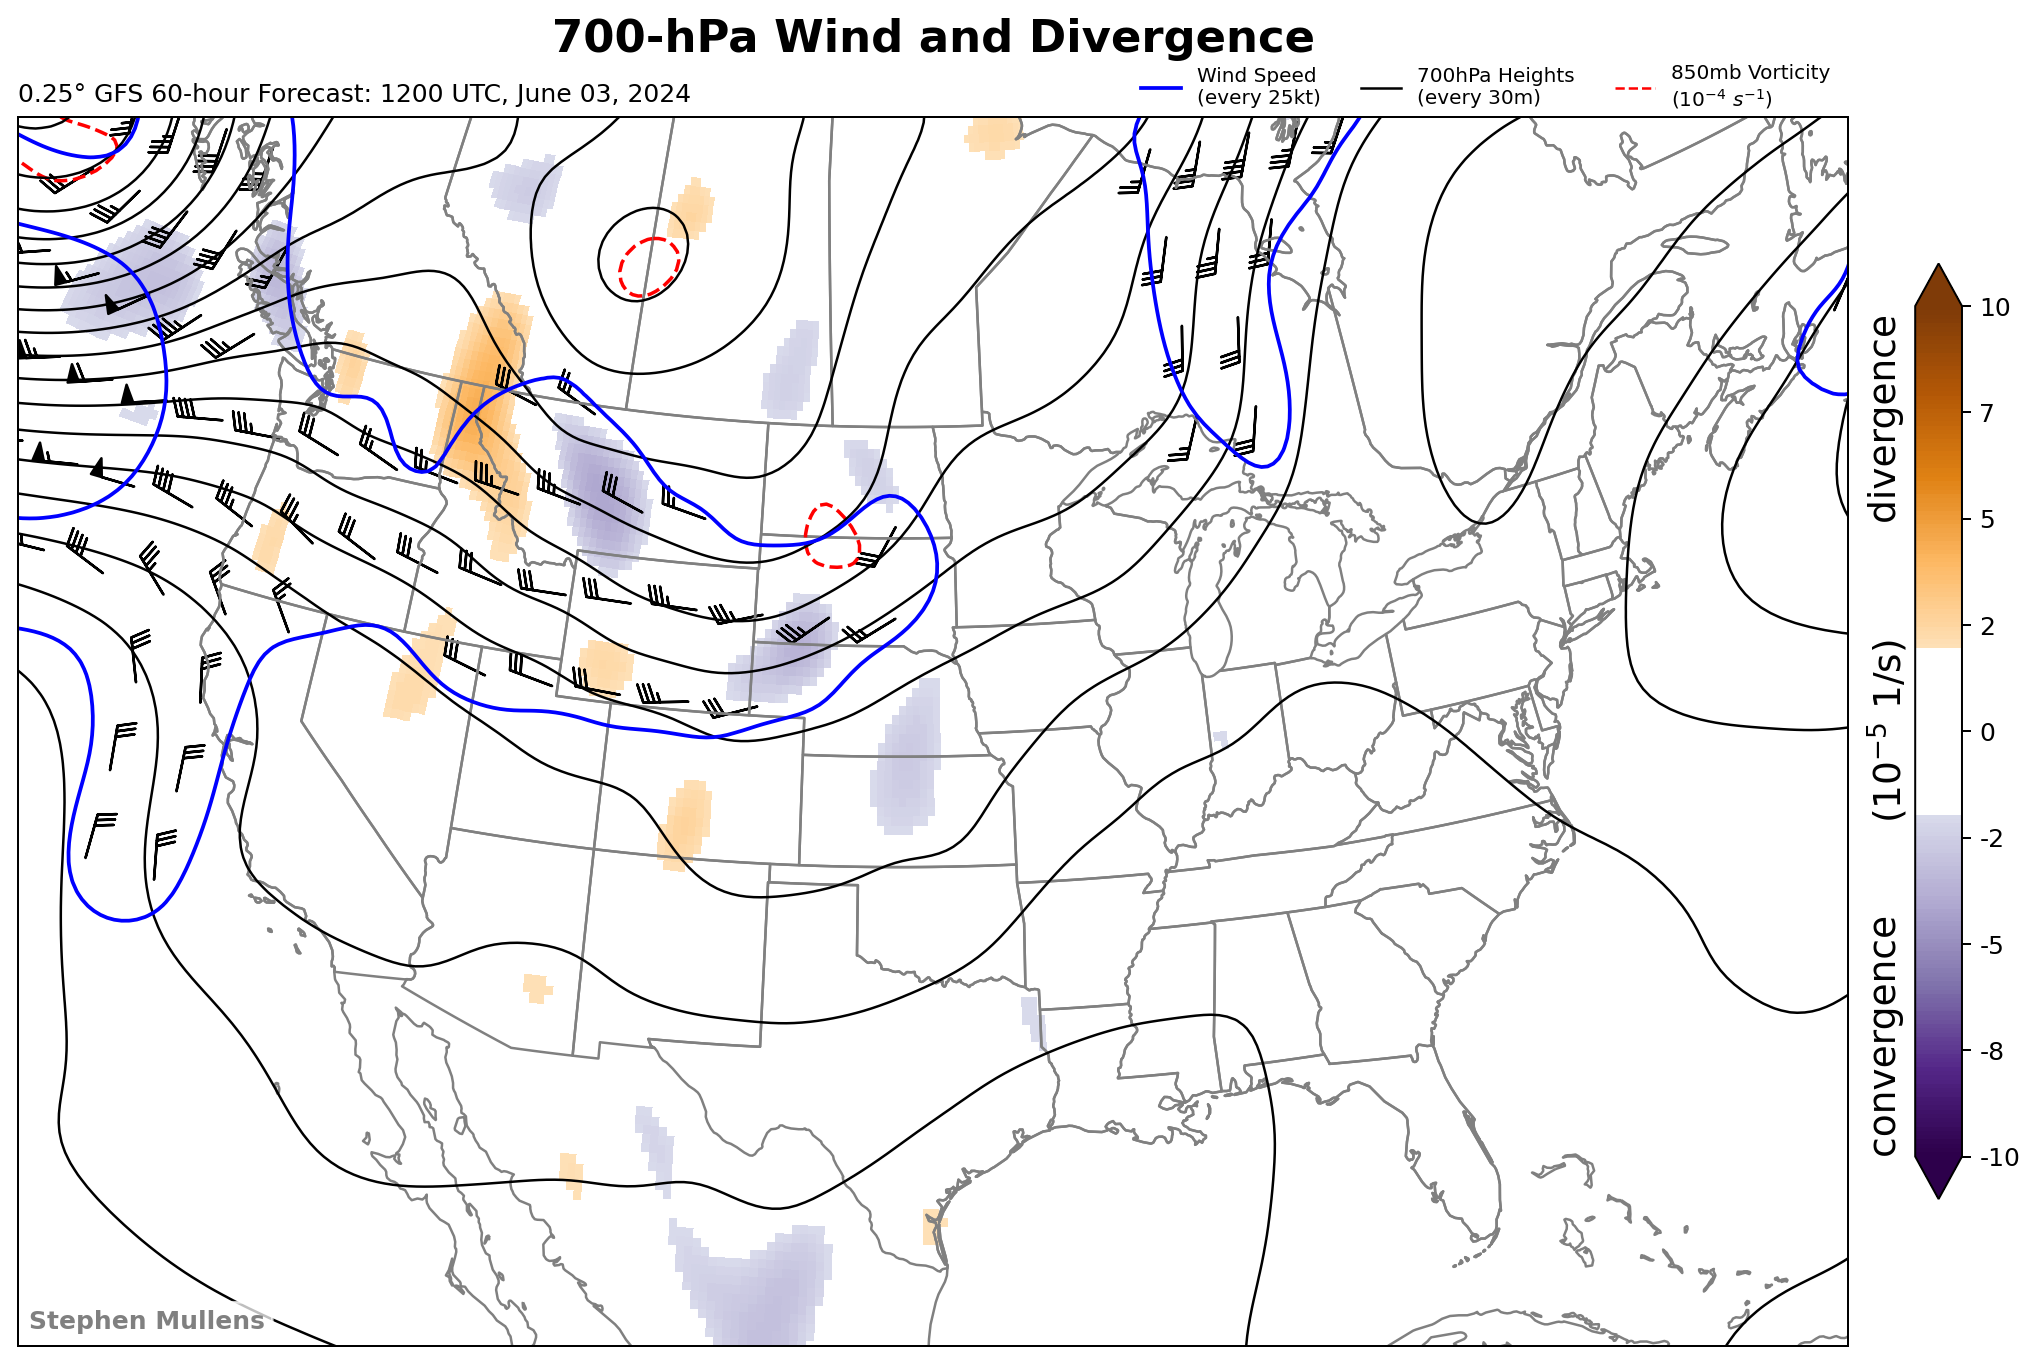 700-hPa Wind and Divergence
0.25° GFS 60-hour Forecast: 1200 UTC, June 03, 2024
Wind Speed
(every 25kt)
700hPa Heights
(every 30m)
850mb Vorticity
(10⁻⁴ s⁻¹)
10
7
5
2
0
-2
-5
-8
-10
divergence
(10⁻⁵ 1/s)
convergence
Stephen Mullens